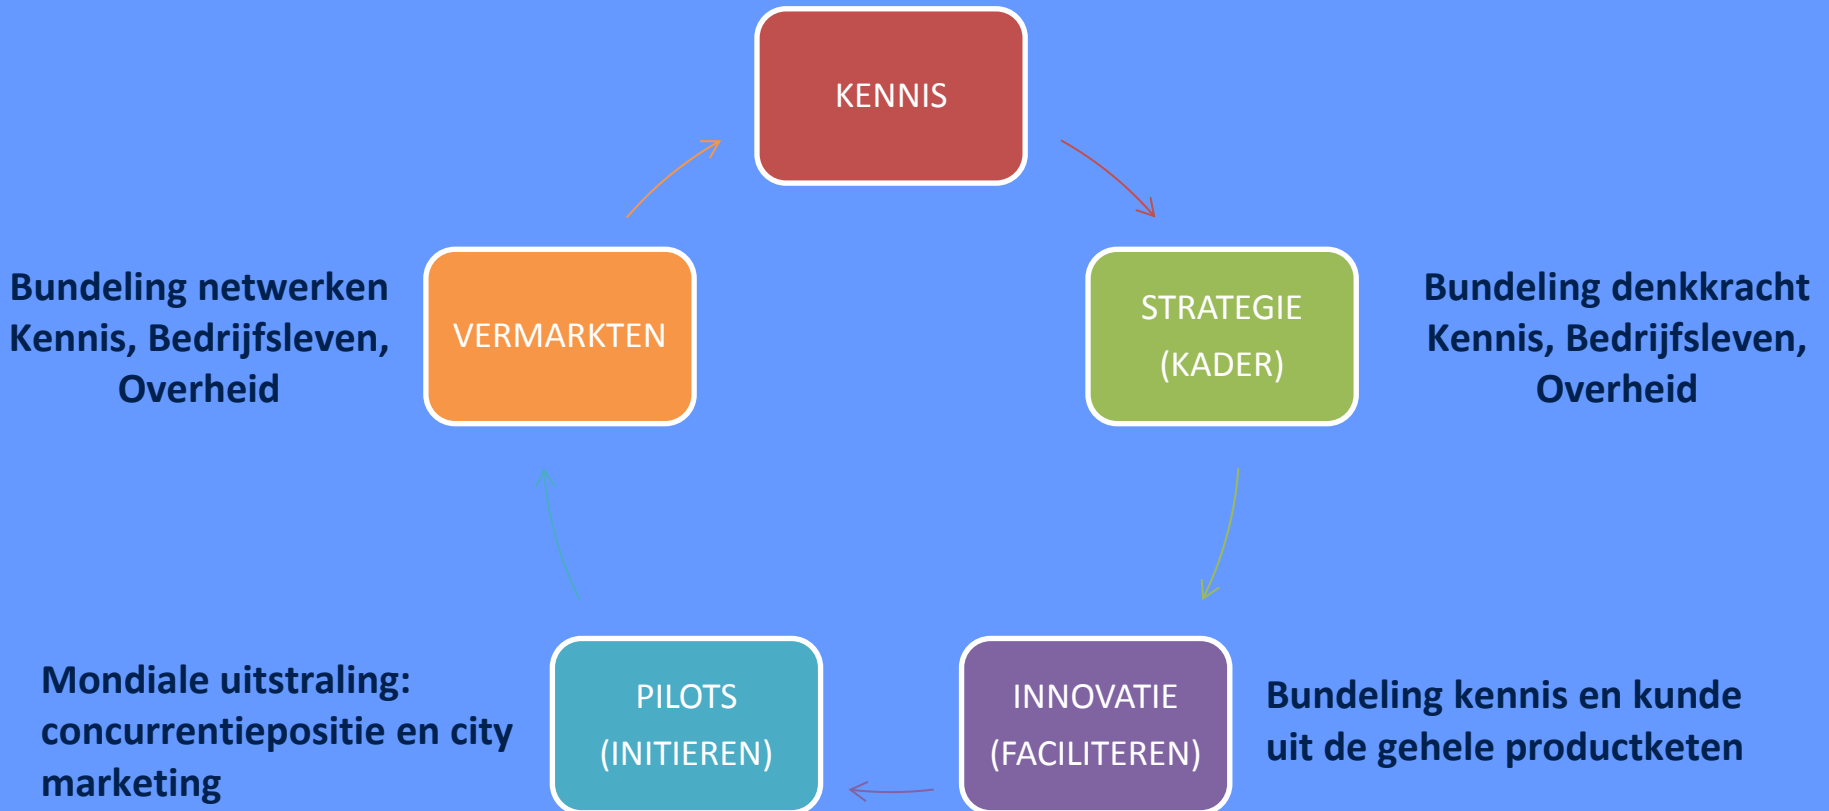 KENNIS
Bundeling netwerken
Kennis, Bedrijfsleven,
Overheid
VERMARKTEN
STRATEGIE
(KADER)
Bundeling denkkracht
Kennis, Bedrijfsleven,
Overheid
Mondiale uitstraling:
concurrentiepositie en city
marketing
PILOTS
(INITIEREN)
INNOVATIE
(FACILITEREN)
Bundeling kennis en kunde
uit de gehele productketen